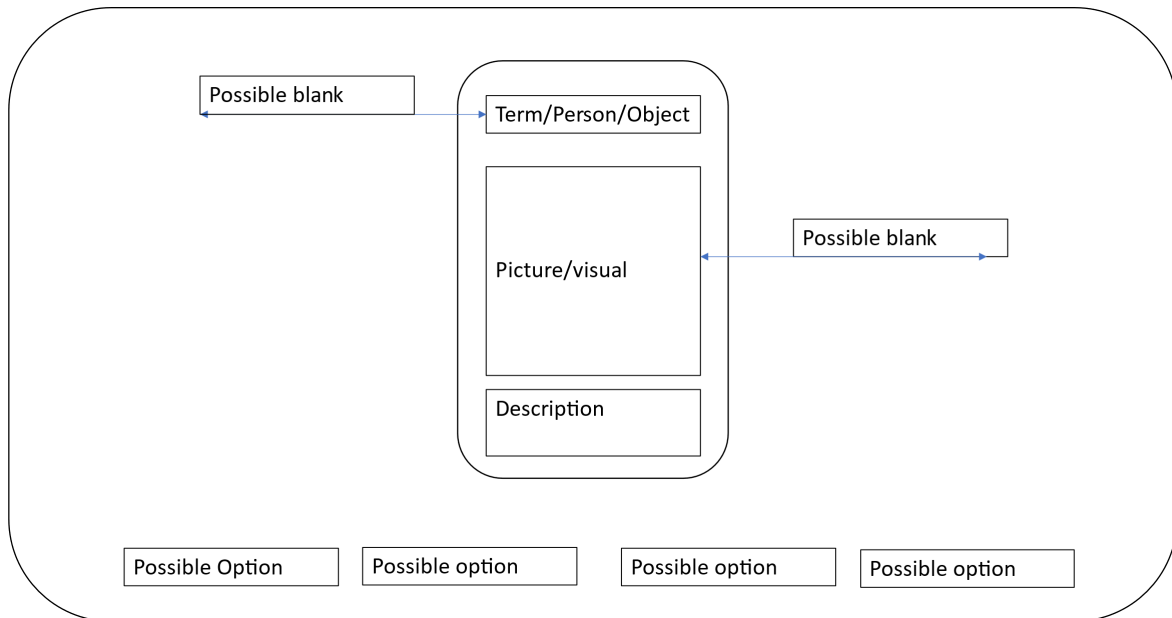 Possible blank
Term/Person/Object
Possible blank
Picture/visual
Description
Possible Option
Possible option
Possible option
Possible option